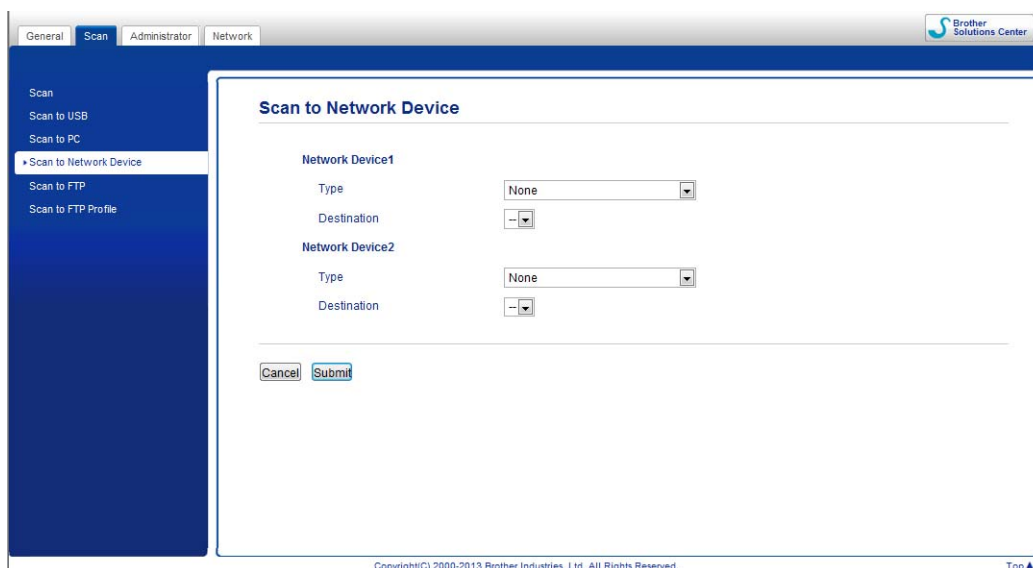 General Scan Administrator Network
Brother
Solutions Center
Scan
Scan to USB
Scan to PC
Scan to Network Device
Scan to FTP
Scan to FTP Profile
Scan to Network Device
Network Device1
Type None
Destination --
Network Device2
Type None
Destination --
Cancel Submit
Copyright(C) 2000-2013 Brother Industries, Ltd. All Rights Reserved. Top